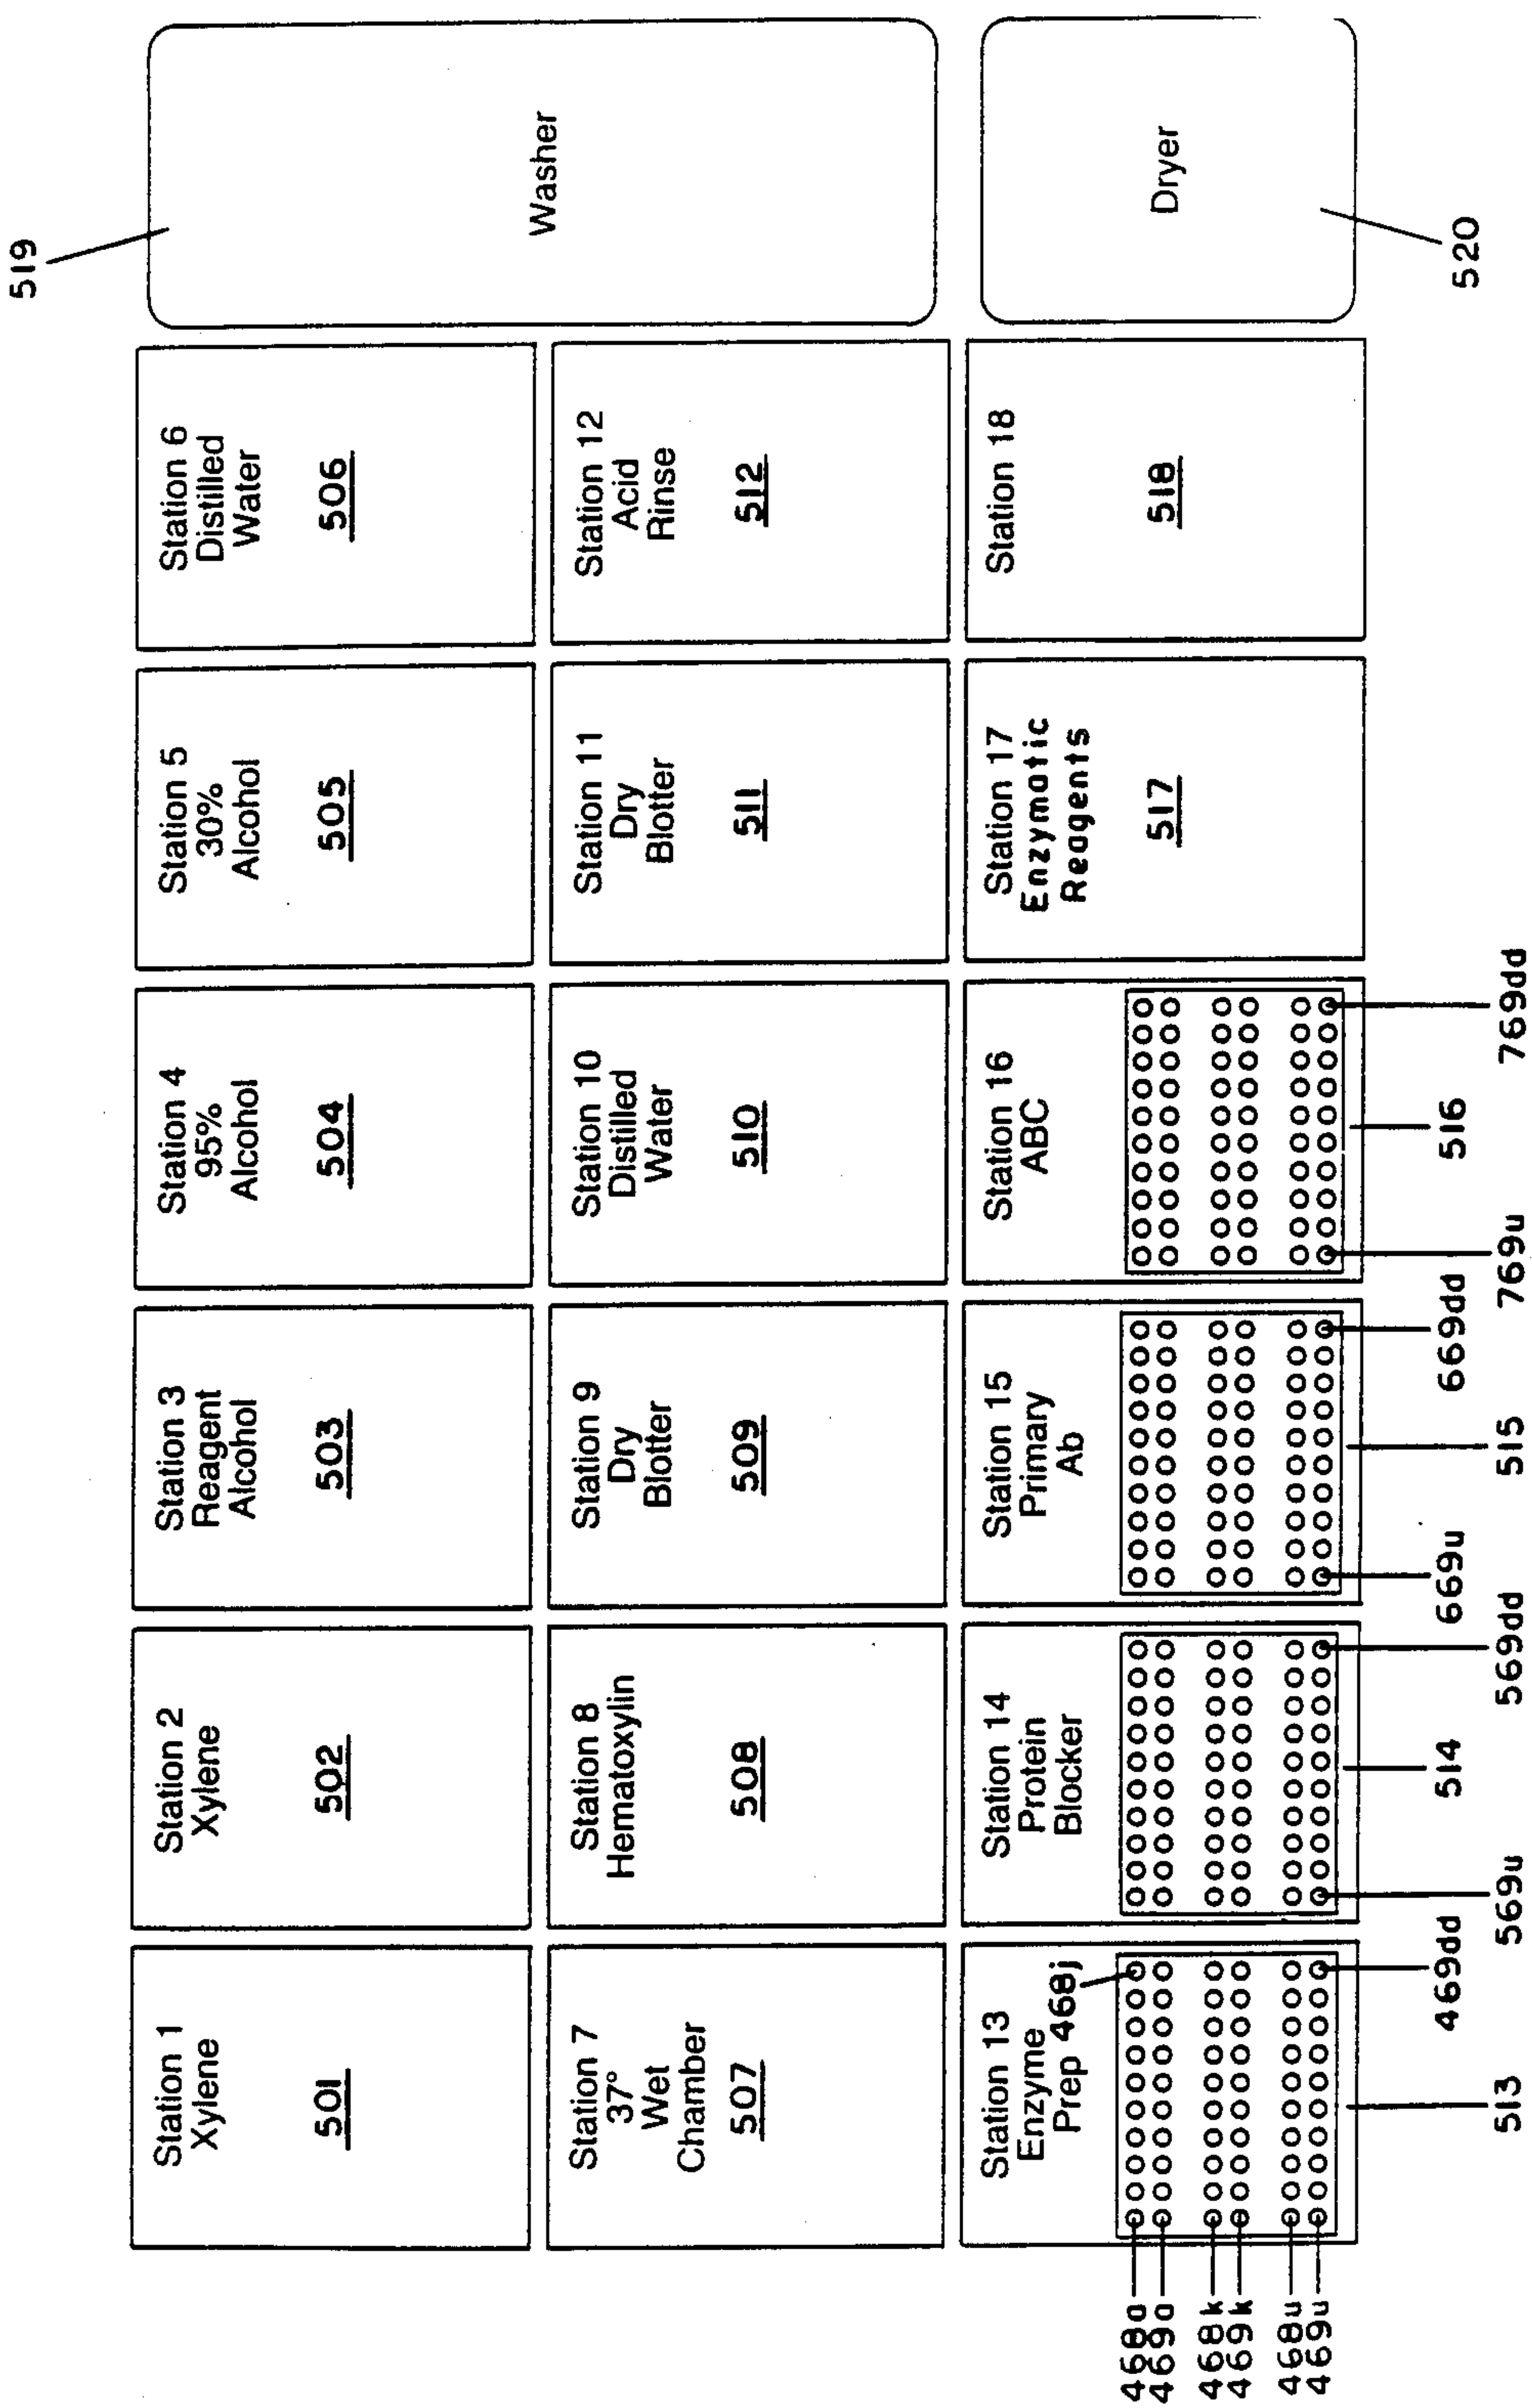 519
Station 1
Xylene
501
Station 2
Xylene
502
Station 3
Reagent
Alcohol
503
Station 4
95%
Alcohol
504
Station 5
30%
Alcohol
505
Station 6
Distilled
Water
506
Washer
Station 7
37°
Wet
Chamber
507
Station 8
Hematoxylin
508
Station 9
Dry
Blotter
509
Station 10
Distilled
Water
510
Station 11
Dry
Blotter
511
Station 12
Acid
Rinse
512
Station 13
Enzyme
Prep 468j
Station 14
Protein
Blocker
Station 15
Primary
Ab
Station 16
ABC
Station 17
Enzymatic
Reagents
517
Station 18
518
Dryer
468a
469a
468k
469k
468u
469u
513
469dd
569u
514
569dd
669u
515
669dd
769u
516
769dd
520